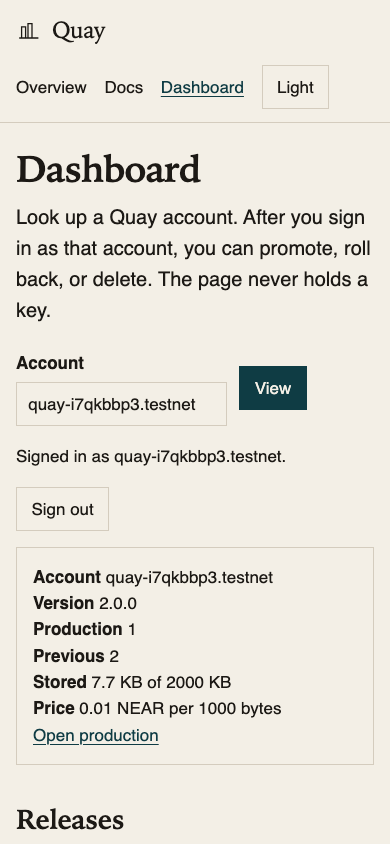 Quay
Overview Docs Dashboard Light
Dashboard
Look up a Quay account. After you sign
in as that account, you can promote, roll
back, or delete. The page never holds a
key.
Account
quay-i7qkbbp3.testnet View
Signed in as quay-i7qkbbp3.testnet.
Sign out
Account quay-i7qkbbp3.testnet
Version 2.0.0
Production 1
Previous 2
Stored 7.7 KB of 2000 KB
Price 0.01 NEAR per 1000 bytes
Open production
Releases